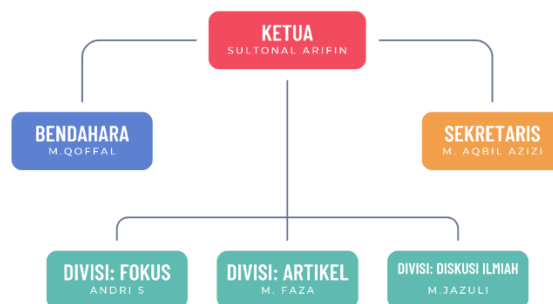 KETUA
SULTONAL ARIFIN
BENDAHARA
M.QOFFAL
SEKRETARIS
M. AQBIL AZIZI
DIVISI: FOKUS
ANDRI S
DIVISI: ARTIKEL
M. FAZA
DIVISI: DISKUSI ILMIAH
M.JAZULI